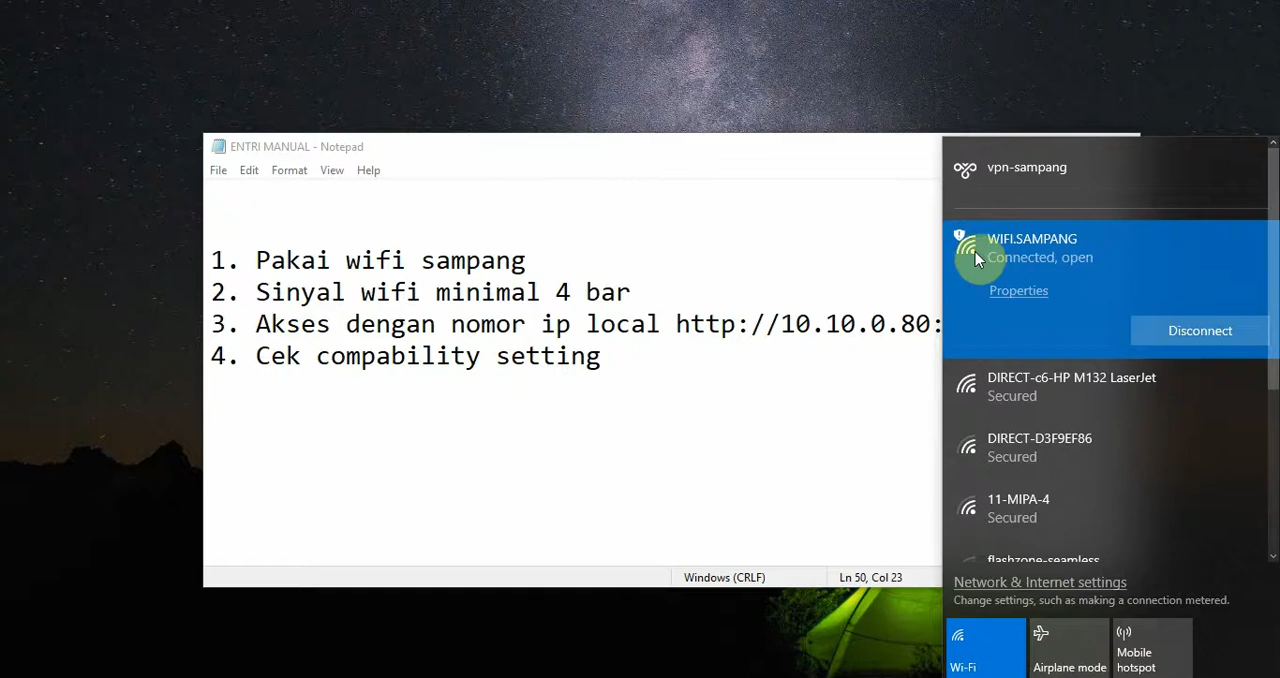 ENTRI MANUAL - Notepad
File Edit Format View Help
1. Pakai wifi sampang
2. Sinyal wifi minimal 4 bar
3. Akses dengan nomor ip local http://10.10.0.80:
4. Cek compability setting
Windows (CRLF) Ln 50, Col 23
vpn-sampang
WIFI.SAMPANG
Connected, open
Properties
Disconnect
DIRECT-c6-HP M132 LaserJet
Secured
DIRECT-D3F9EF86
Secured
11-MIPA-4
Secured
flashzone-seamless
Network & Internet settings
Change settings, such as making a connection metered.
Wi-Fi
Airplane mode
Mobile
hotspot